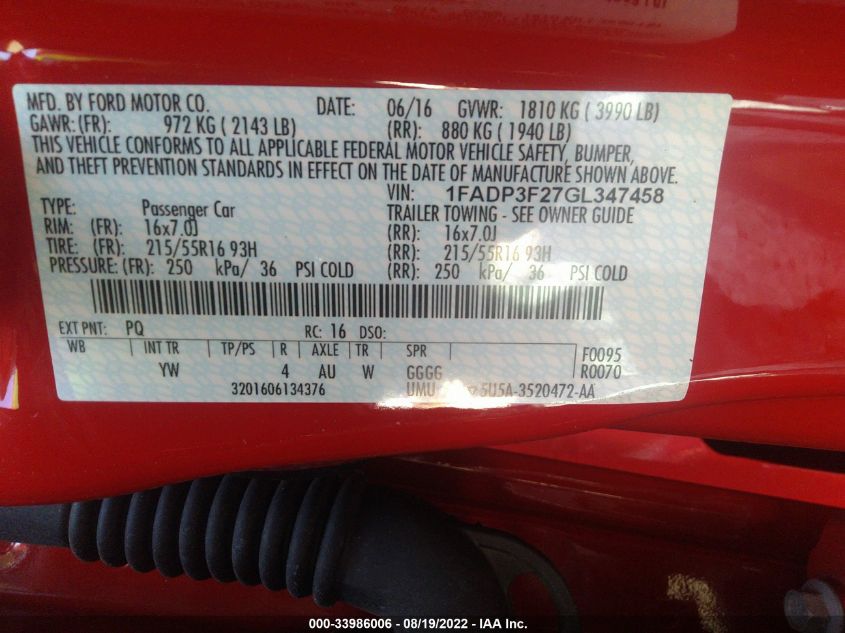 MFD. BY FORD MOTOR CO. DATE: 06/16 GVWR: 1810 KG ( 3990 LB)
GAWR: (FR): 972 KG ( 2143 LB) (RR): 880 KG ( 1940 LB)
THIS VEHICLE CONFORMS TO ALL APPLICABLE FEDERAL MOTOR VEHICLE SAFETY, BUMPER,
AND THEFT PREVENTION STANDARDS IN EFFECT ON THE DATE OF MANUFACTURE SHOWN ABOVE.
VIN: 1FADP3F27GL347458
TYPE: Passenger Car TRAILER TOWING - SEE OWNER GUIDE
RIM: (FR): 16x7.0J (RR): 16x7.0J
TIRE: (FR): 215/55R16 93H (RR): 215/55R16 93H
PRESSURE: (FR): 250 kPa/ 36 PSI COLD (RR): 250 kPa/ 36 PSI COLD
EXT PNT: PQ RC: 16 DSO:
WB INT TR TP/PS R AXLE TR SPR F0095
YW 4 AU W GGGG R0070
3201606134376 UMU 5U5A-3520472-AA
000-33986006 - 08/19/2022 - IAA Inc.